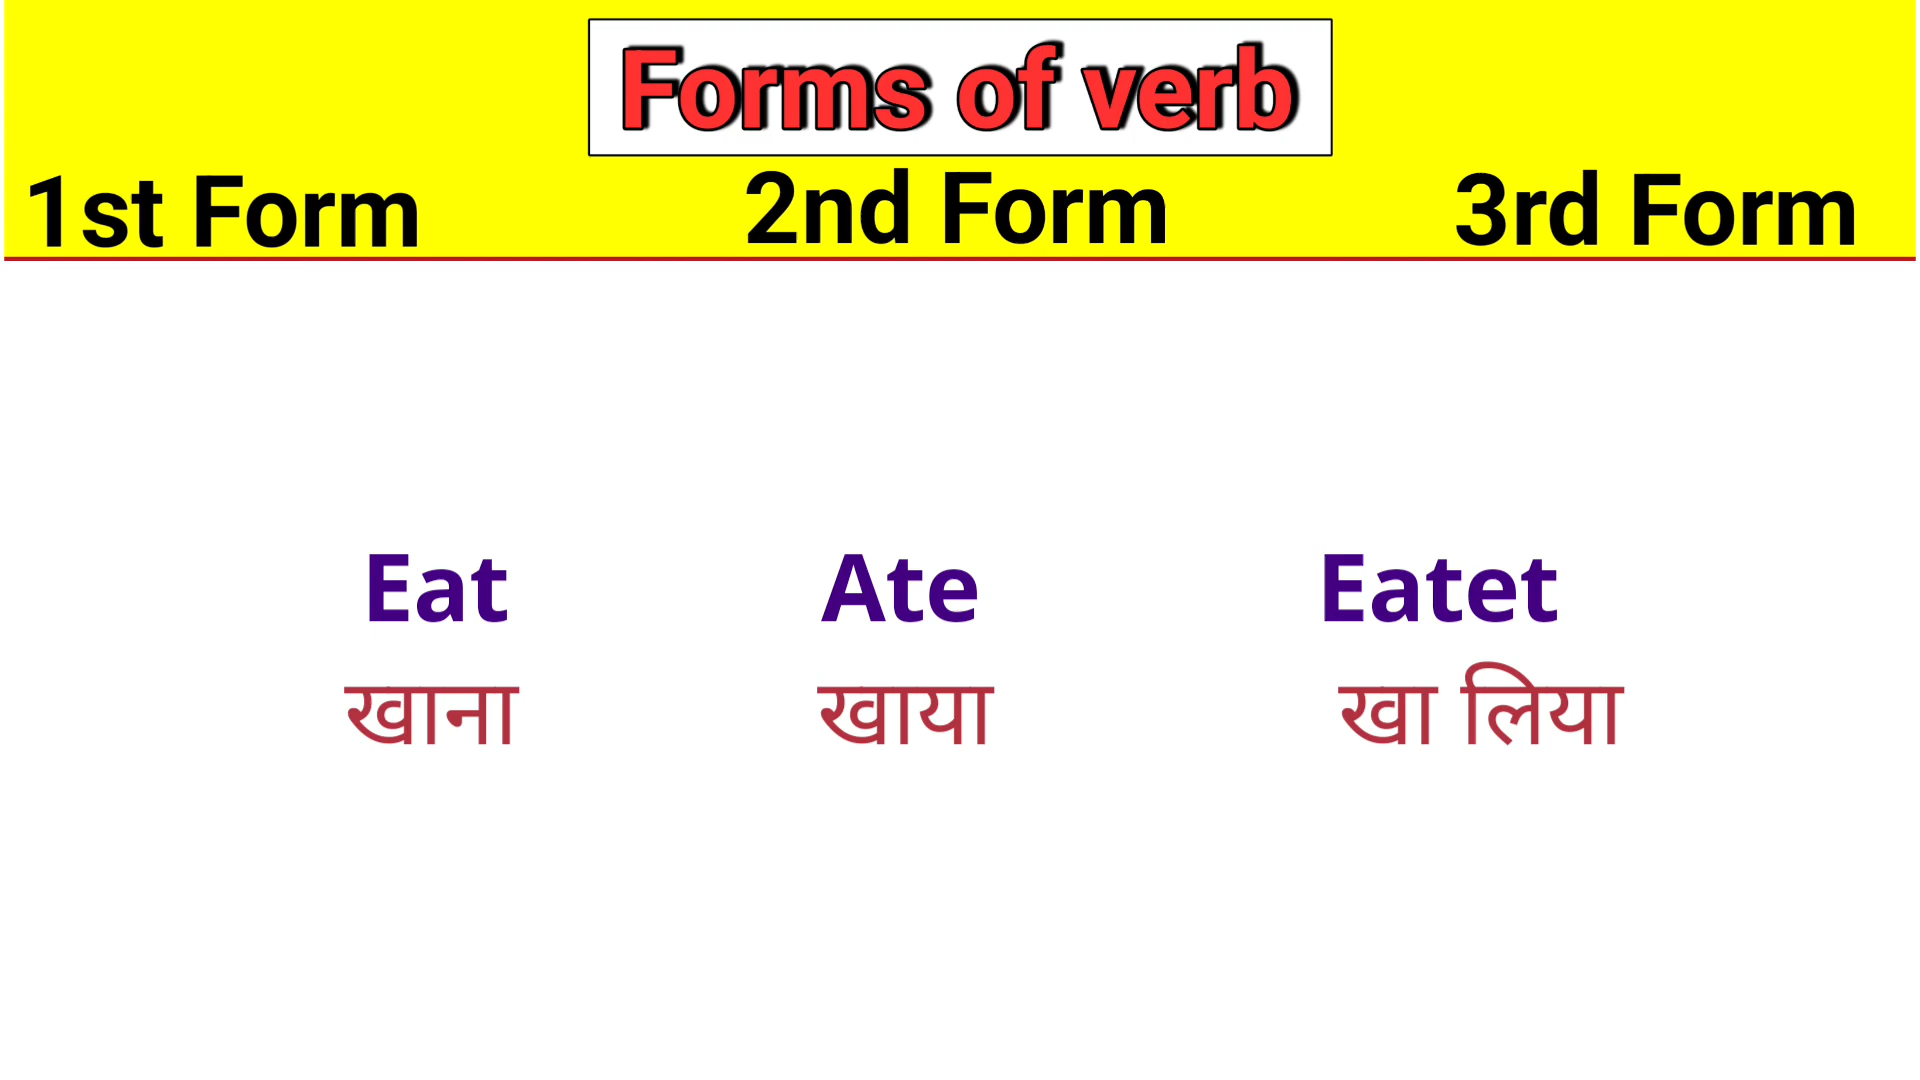 Forms of verb
1st Form 2nd Form 3rd Form
Eat Ate Eatet
खाना खाया खा लिया